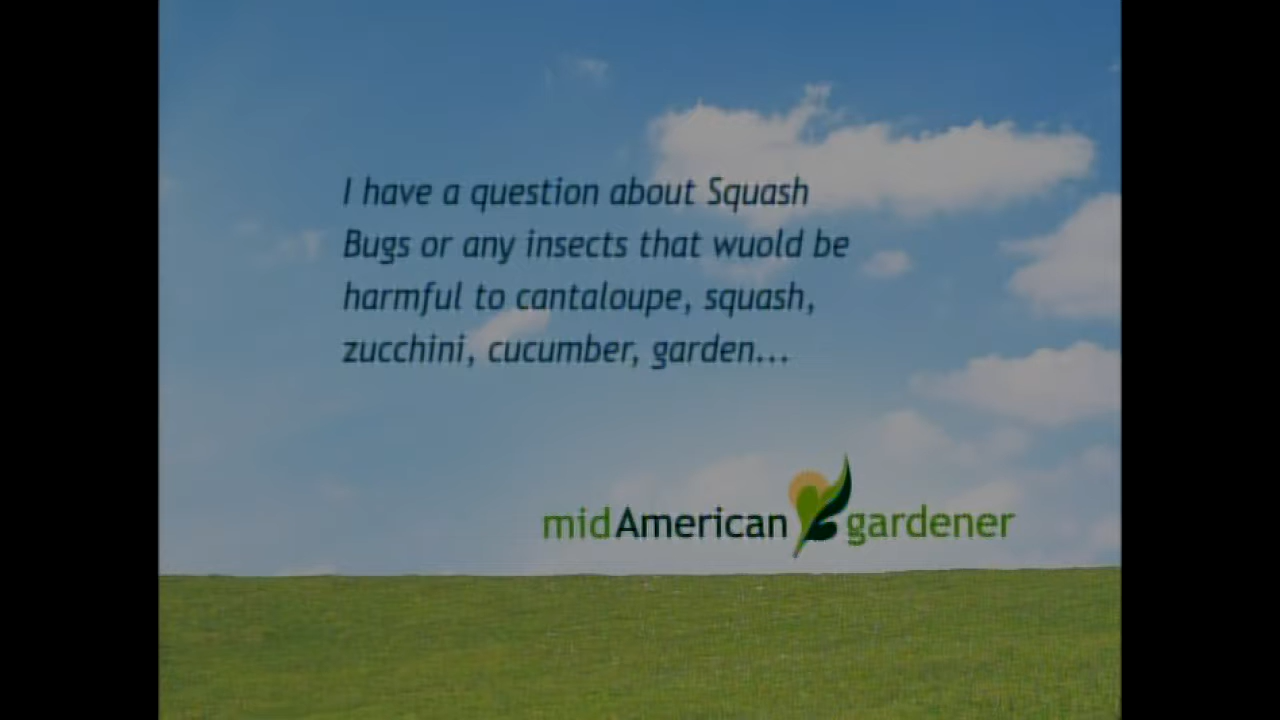 I have a question about Squash
Bugs or any insects that wuold be
harmful to cantaloupe, squash,
zucchini, cucumber, garden...
midAmerican gardener